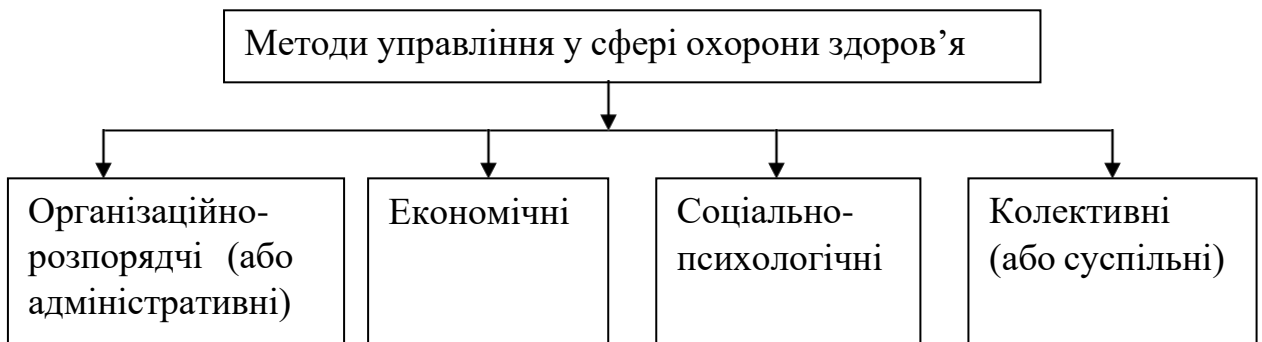 Методи управління у сфері охорони здоров’я
Організаційно-
розпорядчі (або
адміністративні)
Економічні
Соціально-
психологічні
Колективні
(або суспільні)